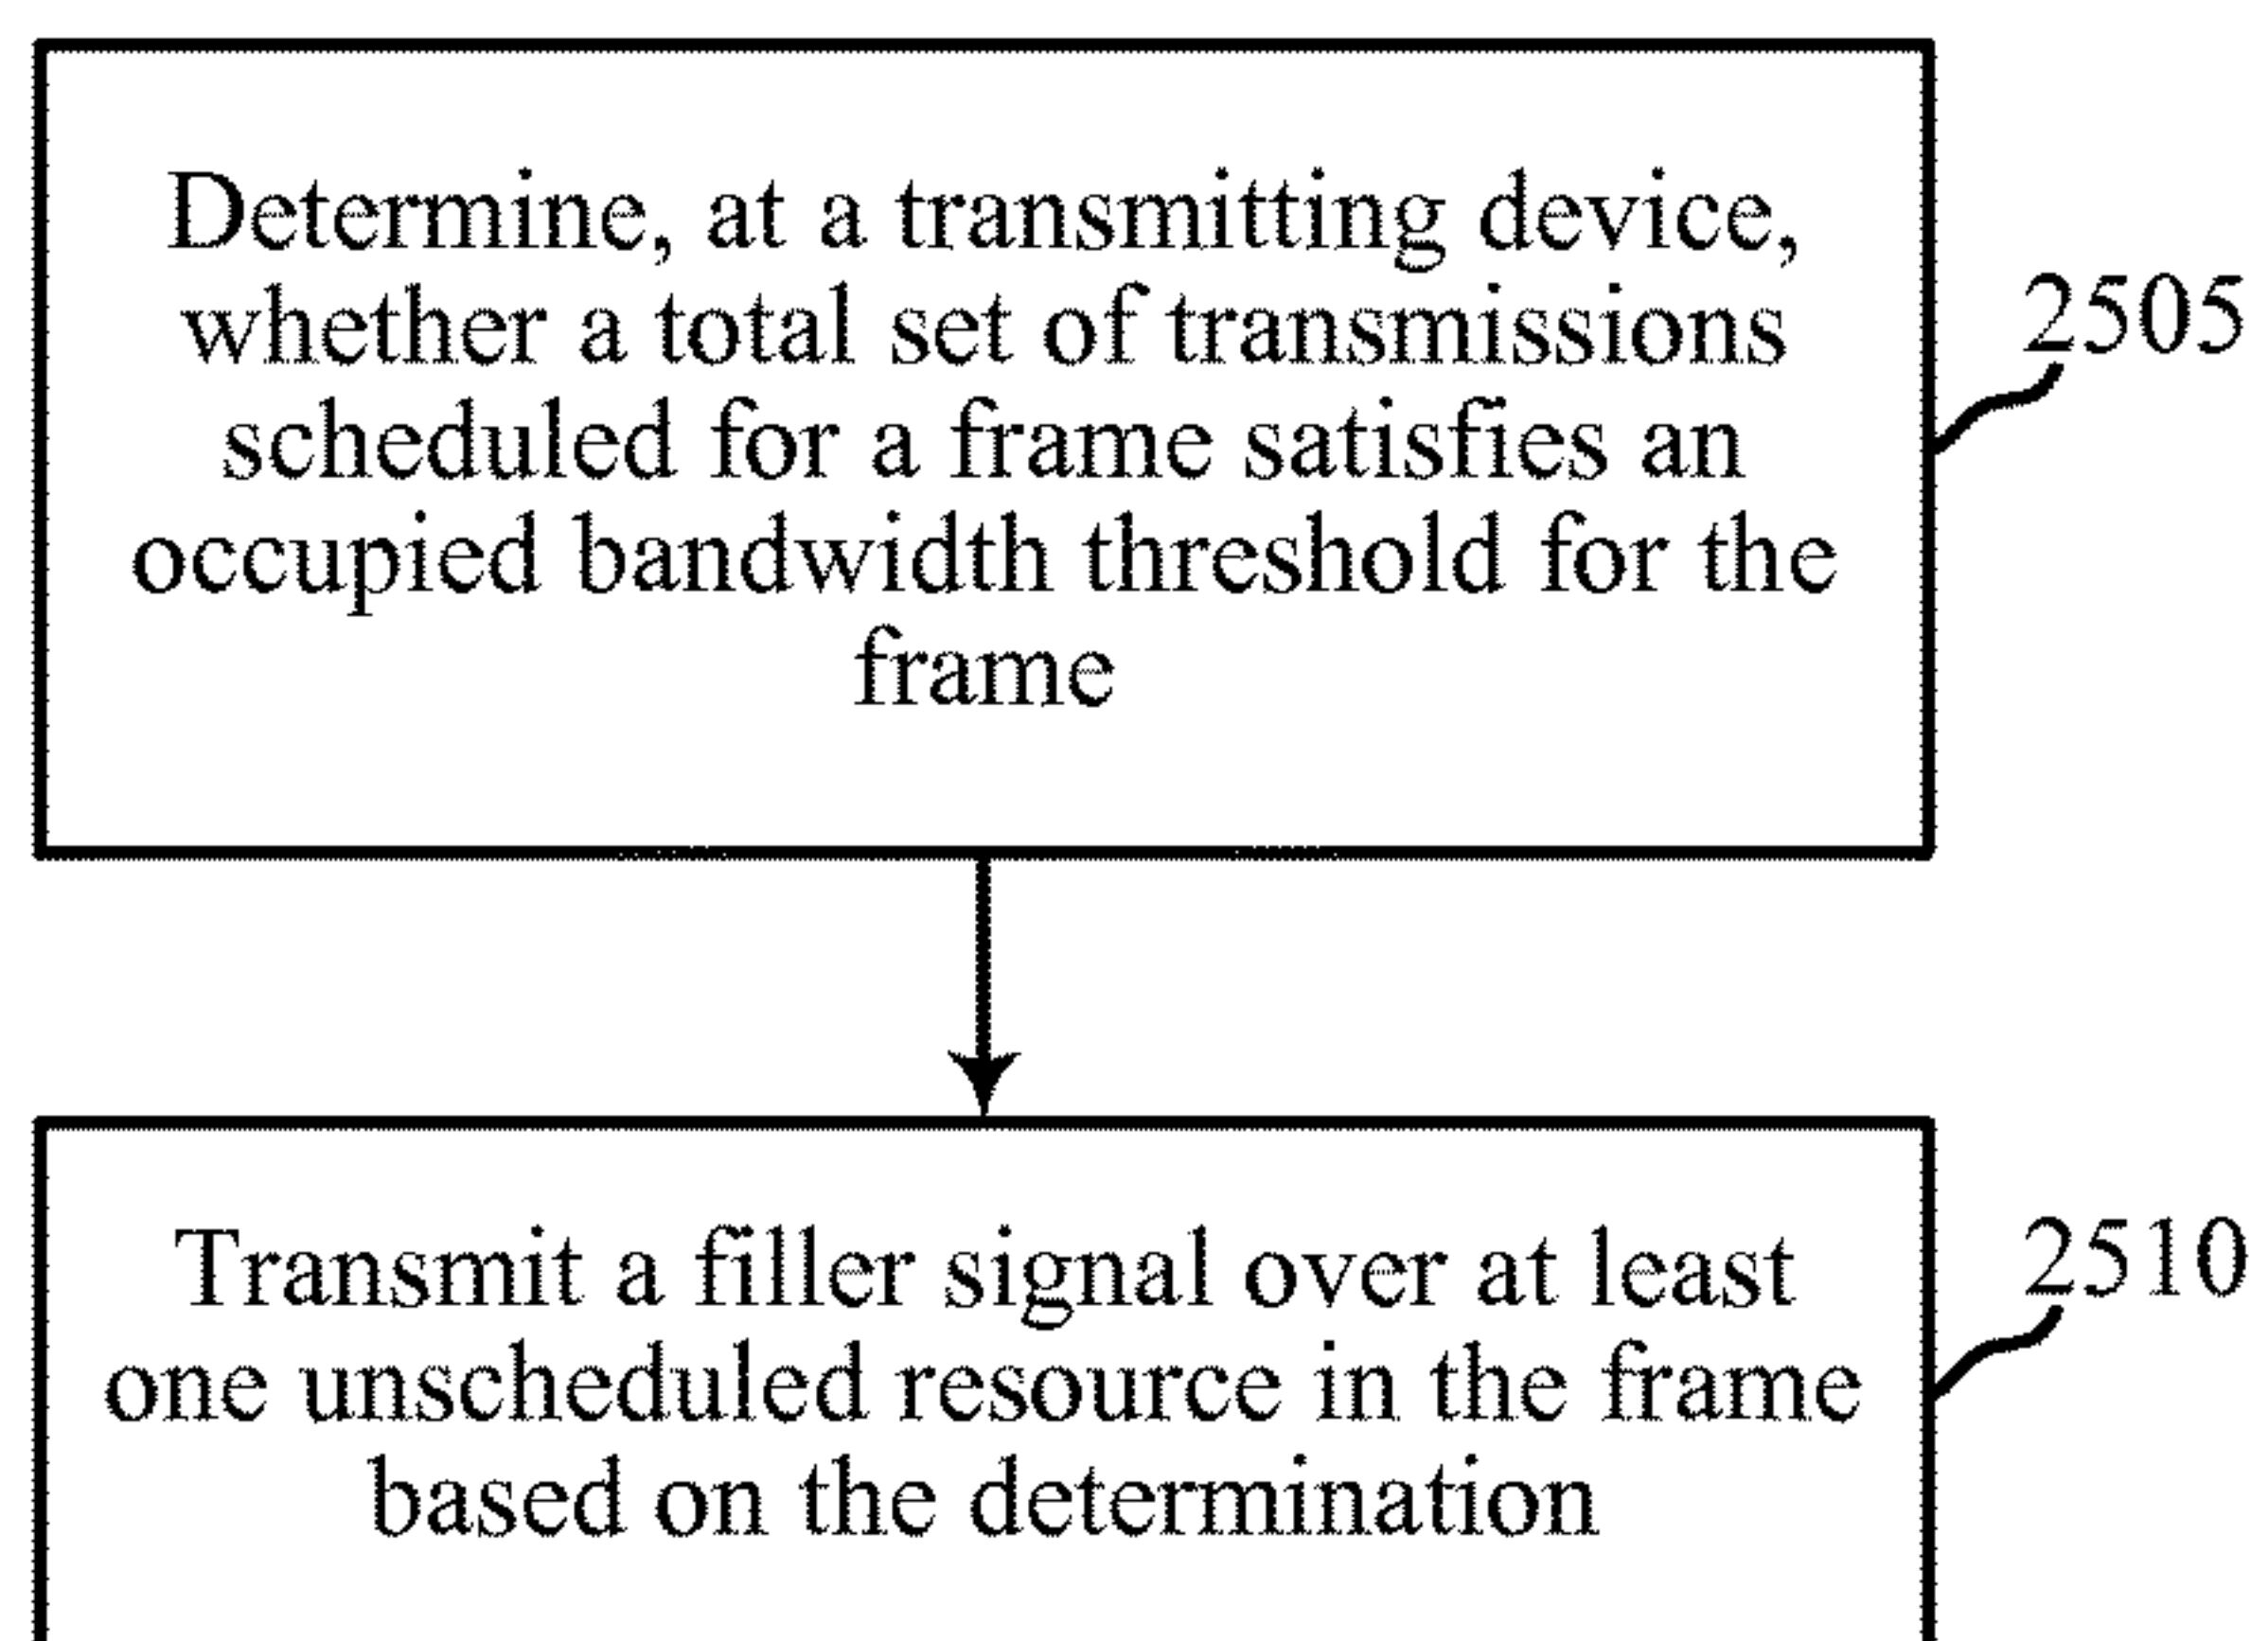 Determine, at a transmitting device,
whether a total set of transmissions
scheduled for a frame satisfies an
occupied bandwidth threshold for the
frame
2505
Transmit a filler signal over at least
one unscheduled resource in the frame
based on the determination
2510